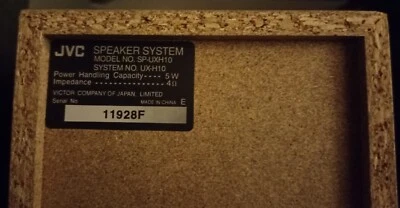 JVC SPEAKER SYSTEM
MODEL NO. SP-UXH10
SYSTEM NO. UX-H10
Power Handling Capacity---- 5W
Impedance --------------- 4Ω
VICTOR COMPANY OF JAPAN, LIMITED
Serial No MADE IN CHINA E
11928F